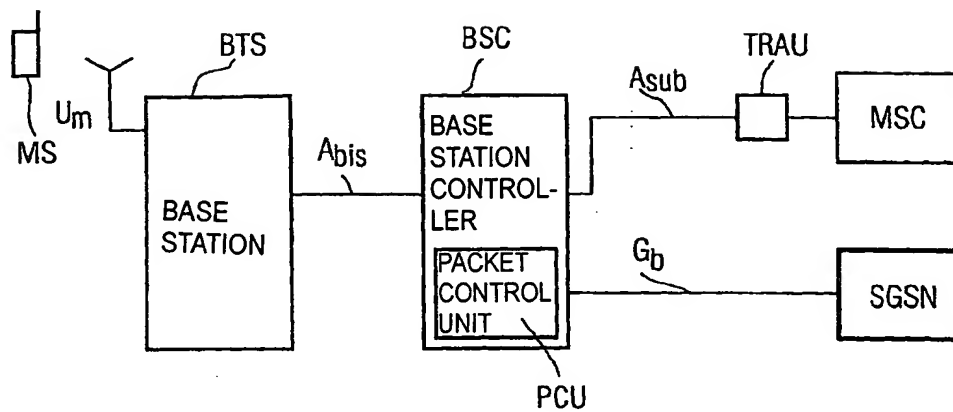 BTS
BSC
TRAU
MS
Um
Abis
Asub
MSC
BASE
STATION
BASE
STATION
CONTROL-
LER
PACKET
CONTROL
UNIT
Gb
SGSN
PCU